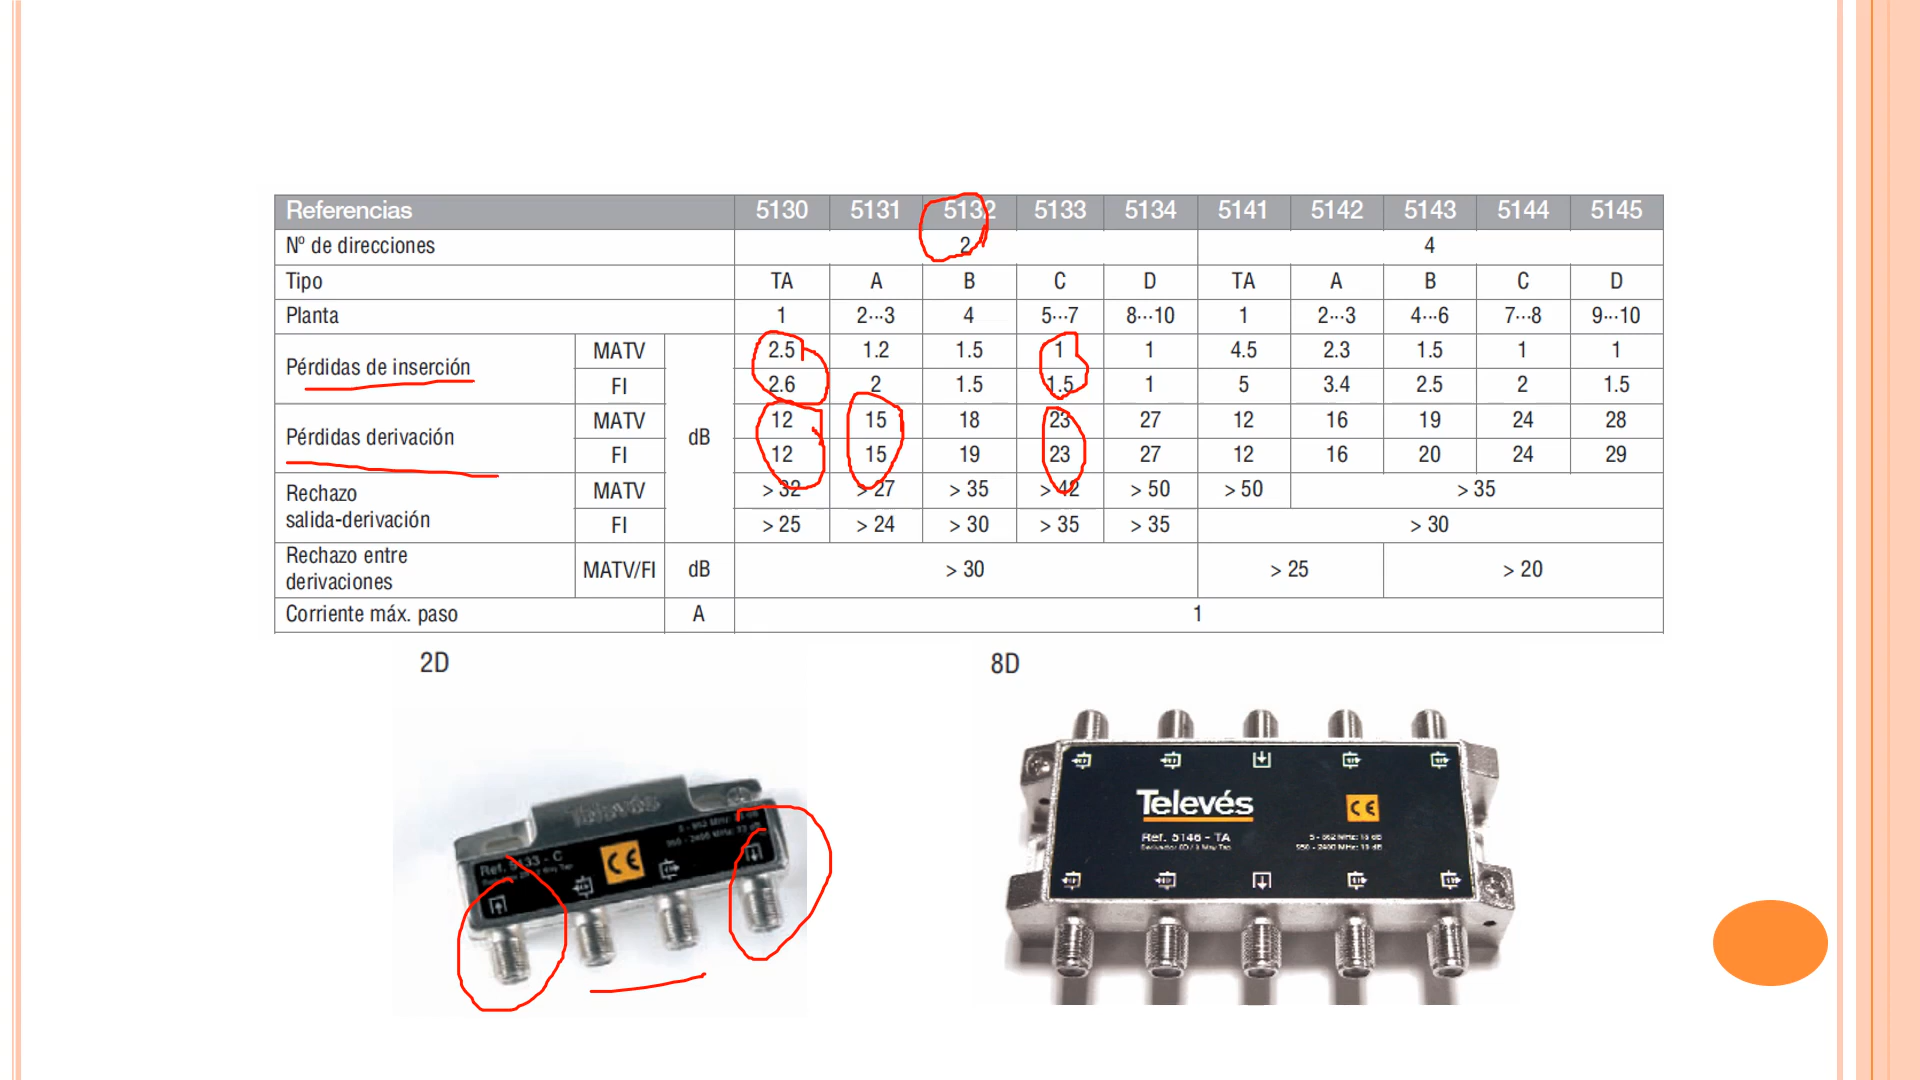 Referencias 5130 5131 5132 5133 5134 5141 5142 5143 5144 5145
Nº de direcciones 2 4
Tipo TA A B C D TA A B C D
Planta 1 2···3 4 5···7 8···10 1 2···3 4···6 7···8 9···10
Pérdidas de inserción MATV dB 2.5 1.2 1.5 1 1 4.5 2.3 1.5 1 1
FI 2.6 2 1.5 1.5 1 5 3.4 2.5 2 1.5
Pérdidas derivación MATV 12 15 18 23 27 12 16 19 24 28
FI 12 15 19 23 27 12 16 20 24 29
Rechazo
salida-derivación MATV > 32 > 27 > 35 > 42 > 50 > 50 > 35
FI > 25 > 24 > 30 > 35 > 35 > 30
Rechazo entre
derivaciones MATV/FI dB > 30 > 25 > 20
Corriente máx. paso A 1
2D 8D
Televés
Ref. 5133 - C
CE
Televés
CE
Ref. 5146 - TA